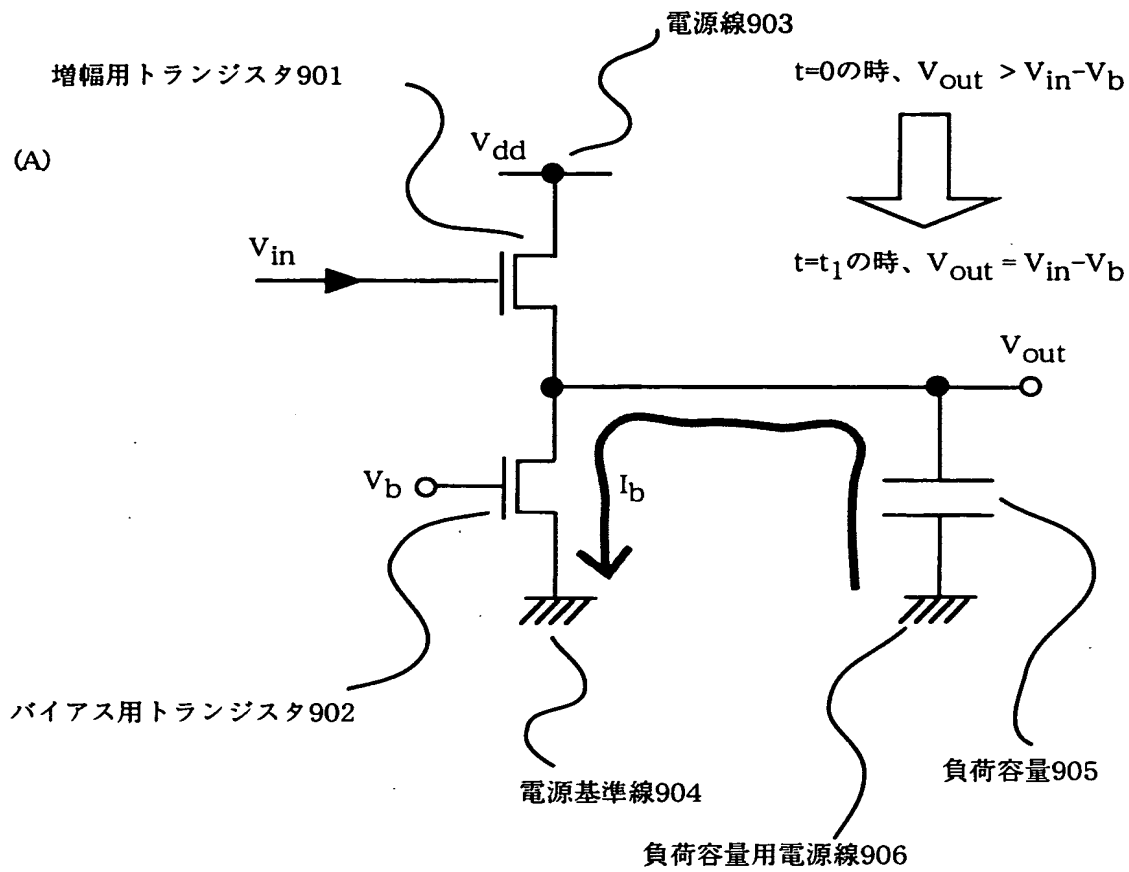 電源線903
増幅用トランジスタ901
t=0の時、Vout > Vin-Vb
(A)
Vdd
Vin
t=t1の時、Vout = Vin-Vb
Vout
Vb
Ib
バイアス用トランジスタ902
電源基準線904
負荷容量905
負荷容量用電源線906